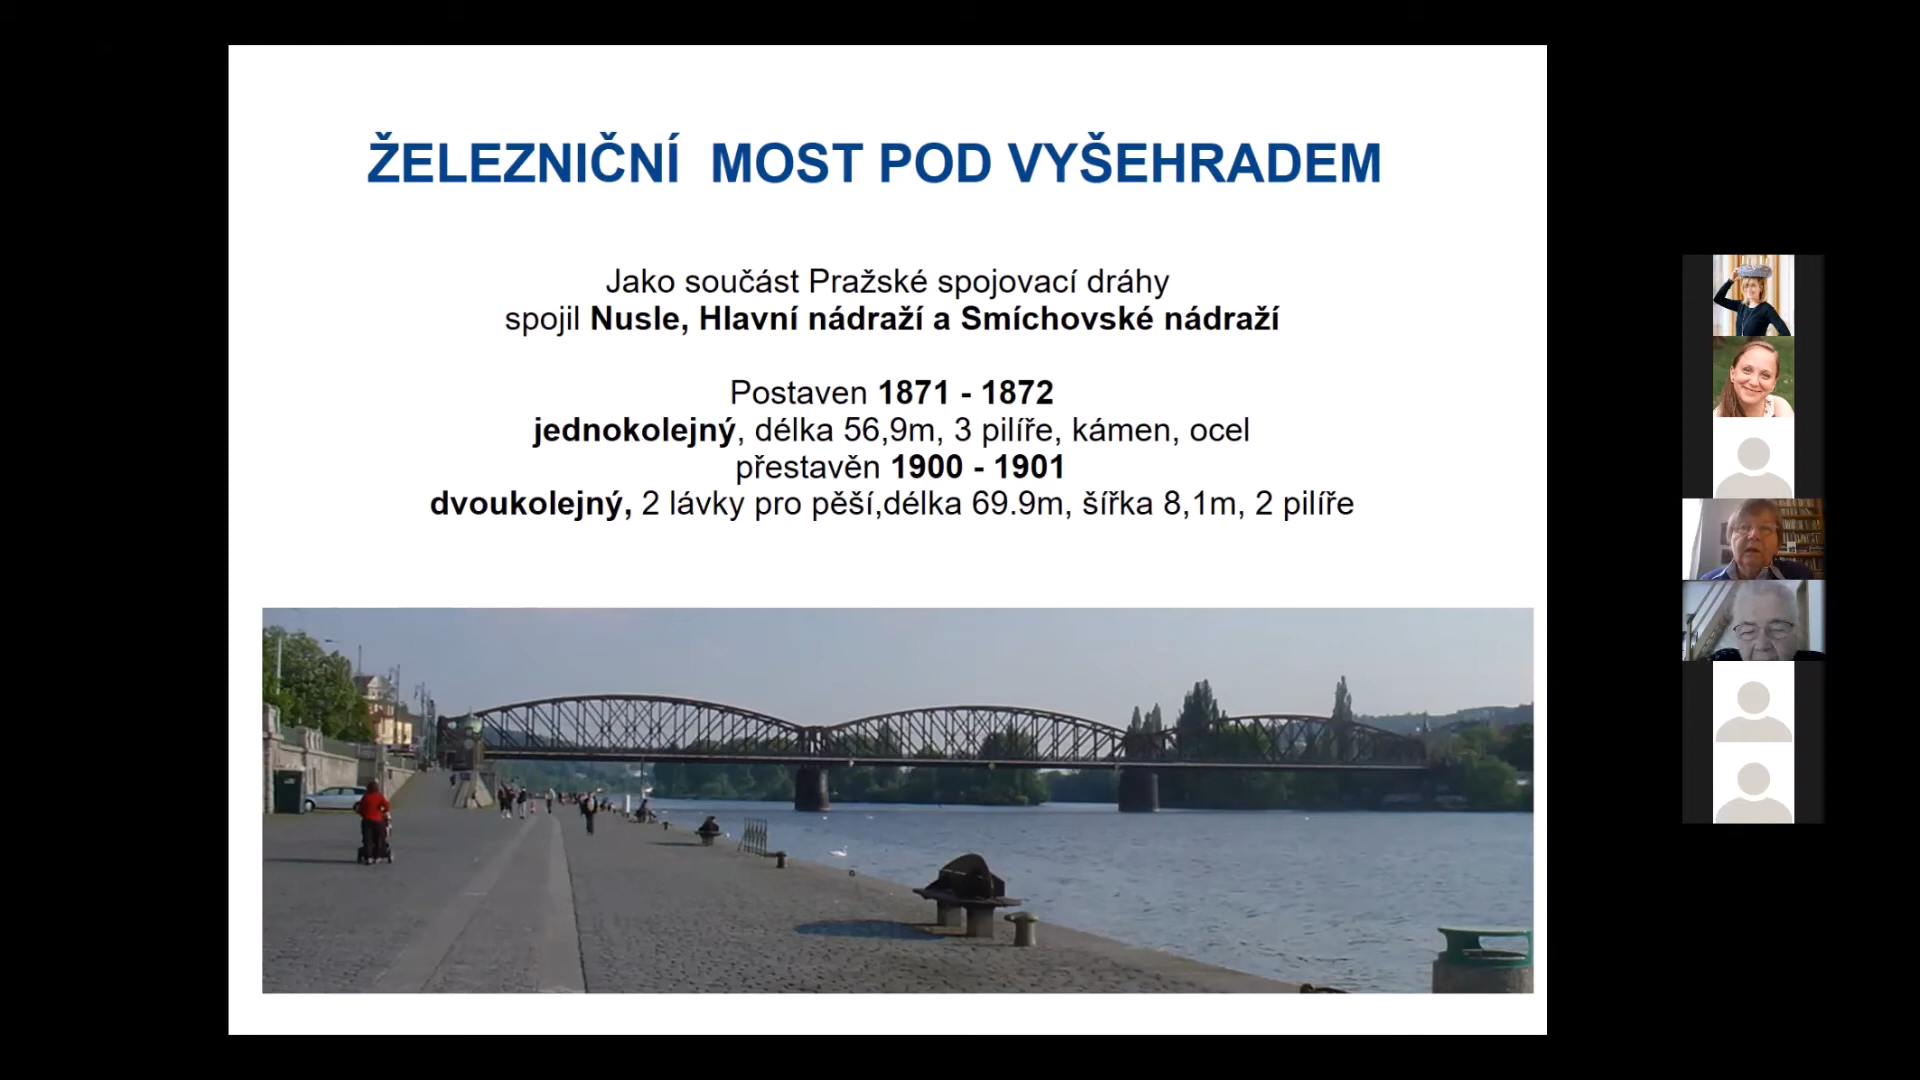 ŽELEZNIČNÍ  MOST POD VYŠEHRADEM
Jako součást Pražské spojovací dráhy
spojil Nusle, Hlavní nádraží a Smíchovské nádraží
Postaven 1871 - 1872
jednokolejný, délka 56,9m, 3 pilíře, kámen, ocel
přestavěn 1900 - 1901
dvoukolejný, 2 lávky pro pěší,délka 69.9m, šířka 8,1m, 2 pilíře